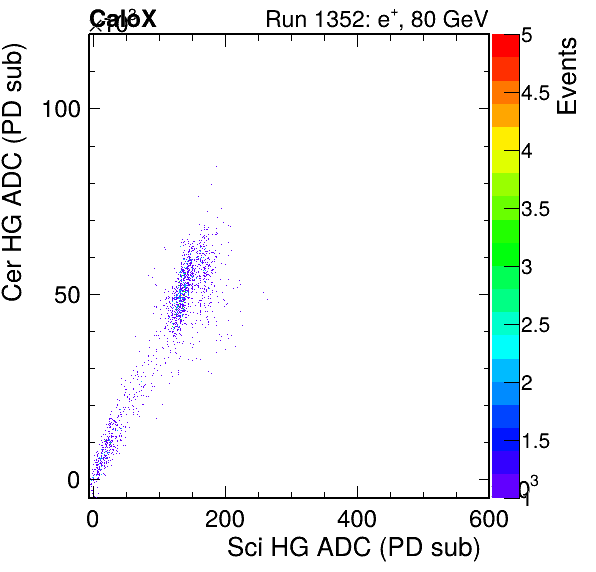 CaloX
×10³
Run 1352: e⁺, 80 GeV
Cer HG ADC (PD sub)
100
50
0
0 200 400 600
Sci HG ADC (PD sub)
Events
5
4.5
4
3.5
3
2.5
2
1.5
1